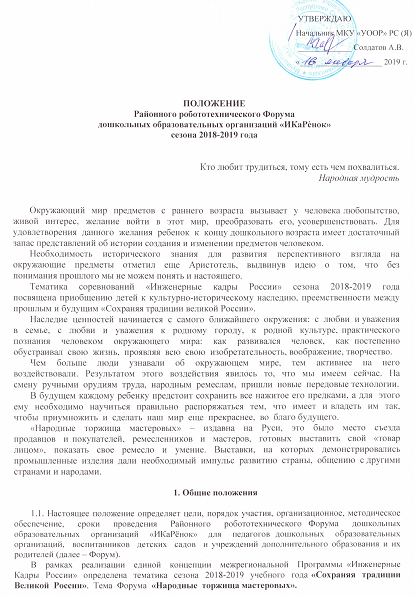 УТВЕРЖДАЮ
Начальник МКУ «УООР» РС (Я)
Солдатов А.В.
«16» января 2019 г.
ПОЛОЖЕНИЕ
Районного робототехнического Форума
дошкольных образовательных организаций «ИКаРёнок»
сезона 2018-2019 года
Кто любит трудиться, тому есть чем похвалиться.
Народная мудрость
Окружающий мир предметов с раннего возраста вызывает у человека любопытство,
живой интерес, желание войти в этот мир, преобразовать его, усовершенствовать. Для
удовлетворения данного желания ребенок к концу дошкольного возраста имеет достаточный
запас представлений об истории создания и изменении предметов человеком.
Необходимость исторического знания для развития перспективного взгляда на
окружающие предметы отметил еще Аристотель, выдвинув идею о том, что без
понимания прошлого мы не можем понять и настоящего.
Тематика соревнований «Инженерные кадры России» сезона 2018-2019 года
посвящена приобщению детей к культурно-историческому наследию, преемственности между
прошлым и будущим «Сохраняя традиции великой России».
Наследие ценностей начинается с самого ближайшего окружения: с любви и уважения
в семье, с любви и уважения к родному городу, к родной культуре, практического
познания человеком окружающего мира: как развивался человек, как постепенно
обустраивал свою жизнь, проявляя всю свою изобретательность, воображение, творчество.
Чем больше люди узнавали об окружающем мире, тем активнее на него
воздействовали. Результатом этого воздействия явилось то, что мы имеем сейчас. На
смену ручным орудиям труда, народным ремеслам, пришли новые передовые технологии.
В будущем каждому ребенку предстоит сохранить все нажитое его предками, а для этого
ему необходимо научиться правильно распоряжаться тем, что имеет и владеть им так,
чтобы приумножить и сделать наш мир еще прекраснее, во благо будущего.
«Народные торжища мастеровых» – издавна на Руси, это было место съезда
продавцов и покупателей, ремесленников и мастеров, готовых выставить свой «товар
лицом», показать свое ремесло и умение. Выставки, на которых демонстрировались
промышленные изделия дали необходимый импульс развитию страны, общению с другими
странами и народами.
1. Общие положения
1.1. Настоящее положение определяет цели, порядок участия, организационное, методическое
обеспечение, сроки проведения Районного робототехнического Форума дошкольных
образовательных организаций «ИКаРёнок» для педагогов дошкольных образовательных
организаций, воспитанников детских садов и учреждений дополнительного образования и их
родителей (далее – Форум).
В рамках реализации единой концепции межрегиональной Программы «Инженерные
Кадры России» определена тематика сезона 2018-2019 учебного года «Сохраняя традиции
Великой России». Тема Форума «Народные торжища мастеровых».